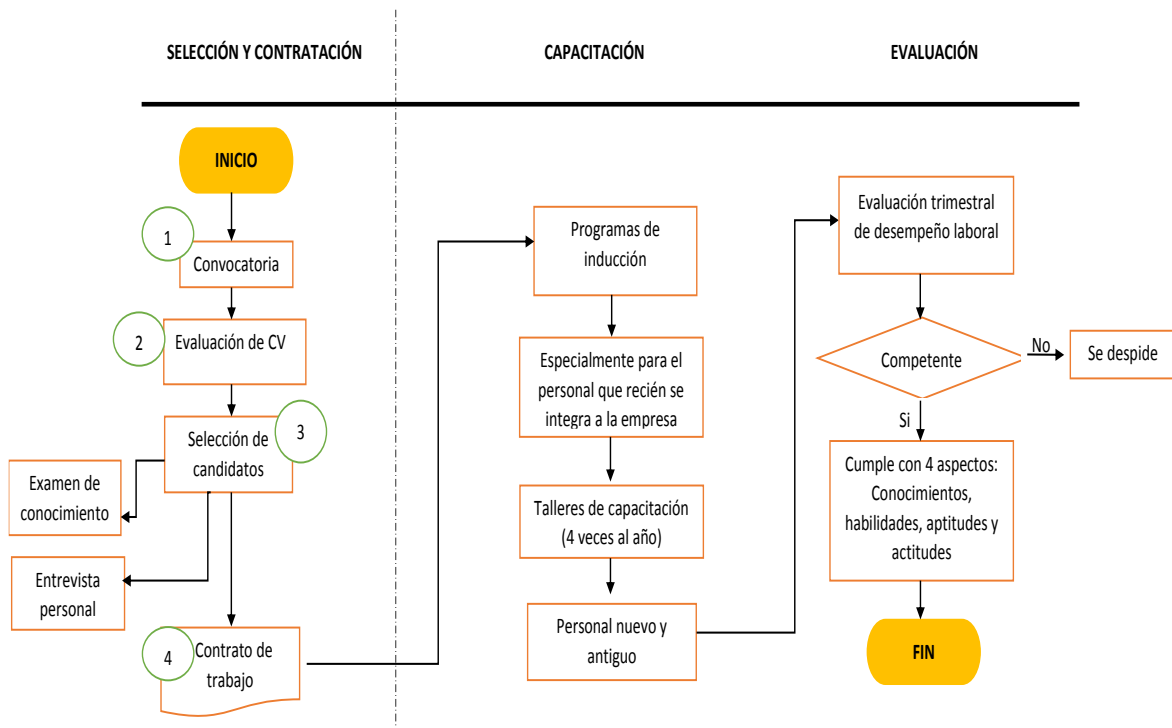 SELECCIÓN Y CONTRATACIÓN
CAPACITACIÓN
EVALUACIÓN
INICIO
1
Convocatoria
2
Evaluación de CV
3
Selección de
candidatos
Examen de
conocimiento
Entrevista
personal
4
Contrato de
trabajo
Programas de
inducción
Especialmente para el
personal que recién se
integra a la empresa
Talleres de capacitación
(4 veces al año)
Personal nuevo y
antiguo
Evaluación trimestral
de desempeño laboral
Competente
No
Se despide
Si
Cumple con 4 aspectos:
Conocimientos,
habilidades, aptitudes y
actitudes
FIN